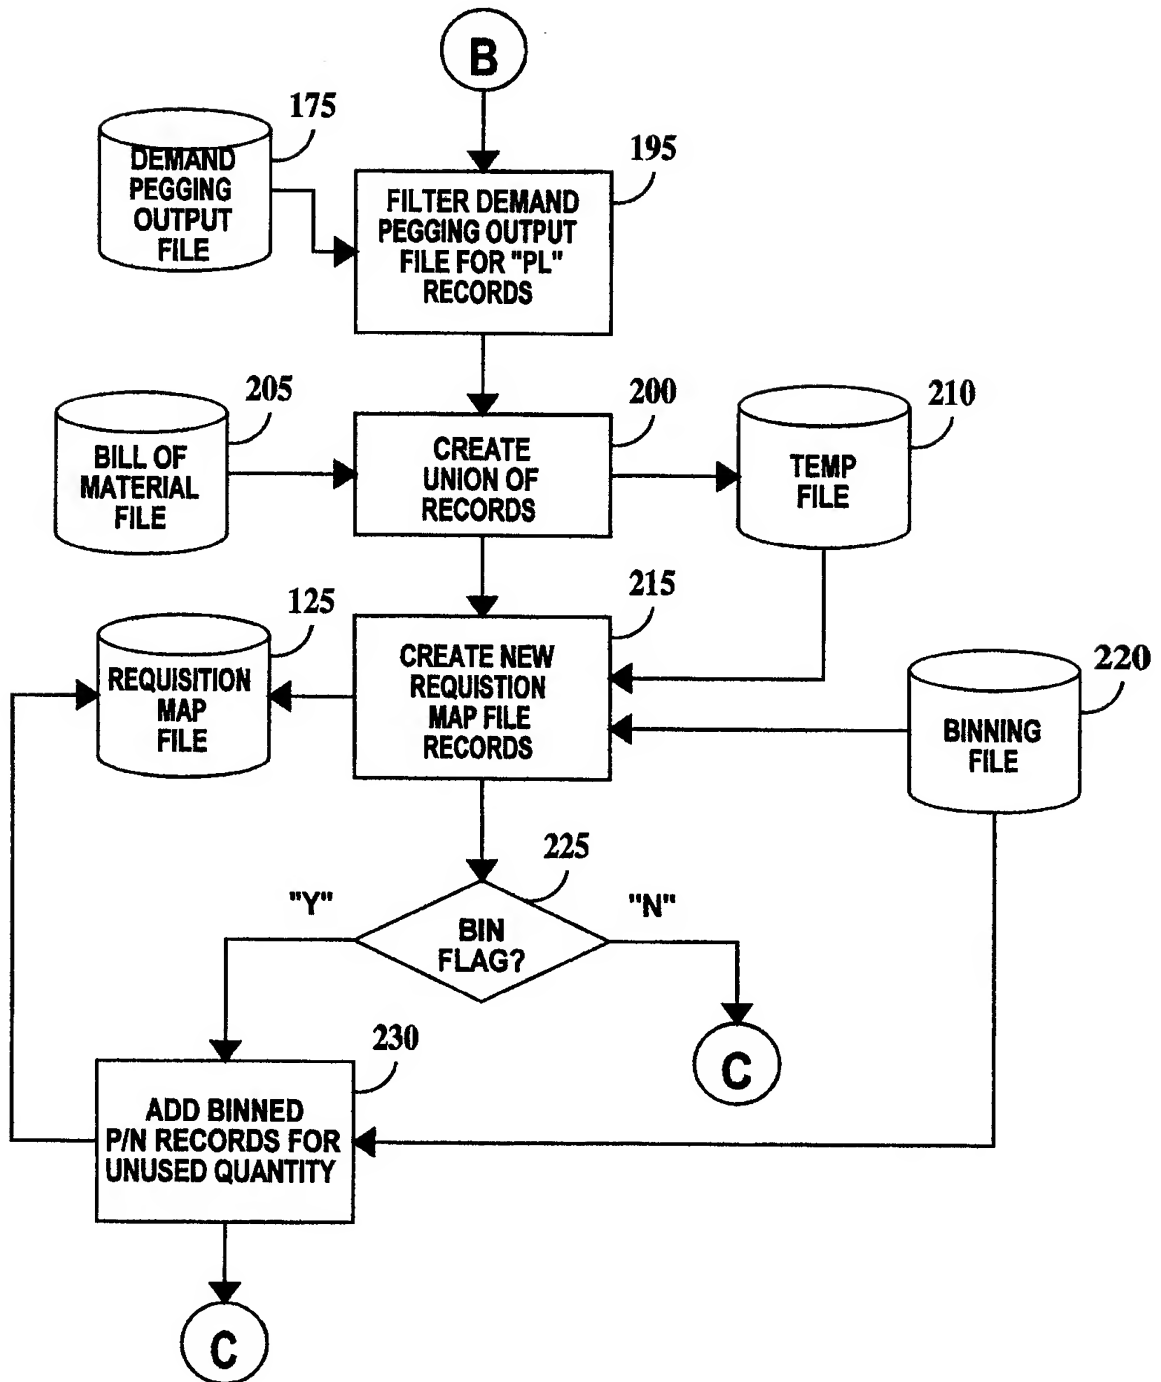 B
175
DEMAND
PEGGING
OUTPUT
FILE
195
FILTER DEMAND
PEGGING OUTPUT
FILE FOR "PL"
RECORDS
205
BILL OF
MATERIAL
FILE
200
CREATE
UNION OF
RECORDS
210
TEMP
FILE
125
REQUISITION
MAP
FILE
215
CREATE NEW
REQUISTION
MAP FILE
RECORDS
220
BINNING
FILE
225
"Y"
BIN
FLAG?
"N"
C
230
ADD BINNED
P/N RECORDS FOR
UNUSED QUANTITY
C